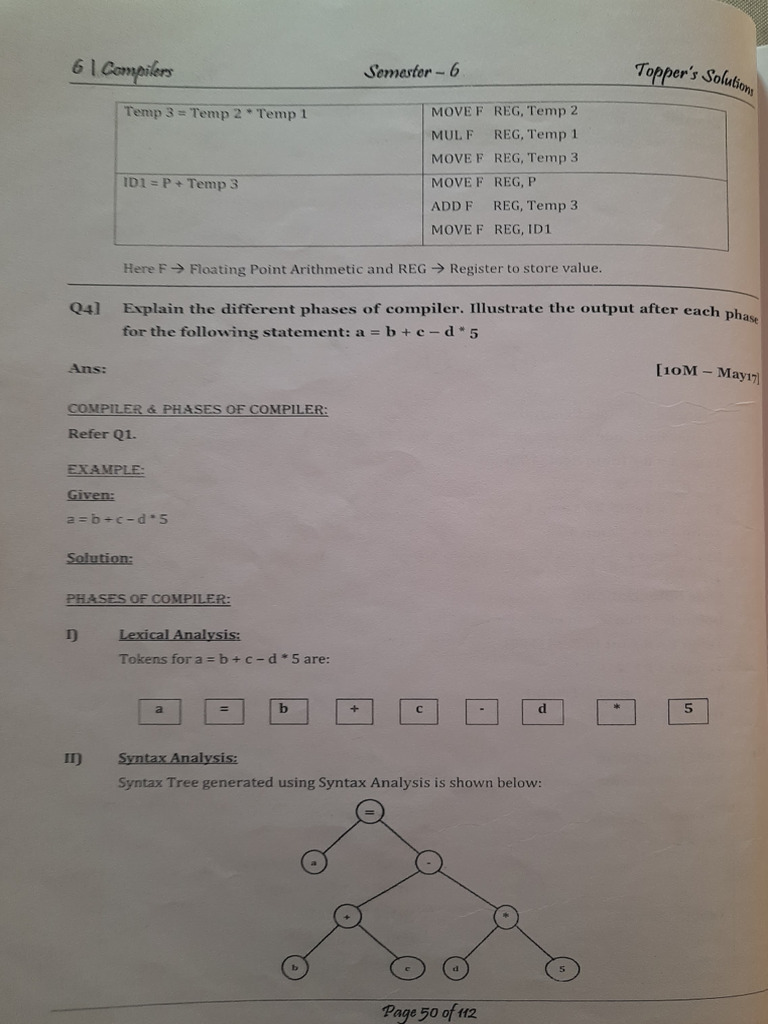 6 | Compilers Semester – 6 Topper's Solutions
Temp 3 = Temp 2 * Temp 1 MOVE F REG, Temp 2
MUL F REG, Temp 1
MOVE F REG, Temp 3
ID1 = P + Temp 3 MOVE F REG, P
ADD F REG, Temp 3
MOVE F REG, ID1
Here F → Floating Point Arithmetic and REG → Register to store value.
Q4] Explain the different phases of compiler. Illustrate the output after each phase
for the following statement: a = b + c – d * 5
Ans: [10M – May17]
COMPILER & PHASES OF COMPILER:
Refer Q1.
EXAMPLE:
Given:
a = b + c – d * 5
Solution:
PHASES OF COMPILER:
I) Lexical Analysis:
Tokens for a = b + c – d * 5 are:
a = b + c - d * 5
II) Syntax Analysis:
Syntax Tree generated using Syntax Analysis is shown below:
=
a -
+ *
b c d 5
Page 50 of 112